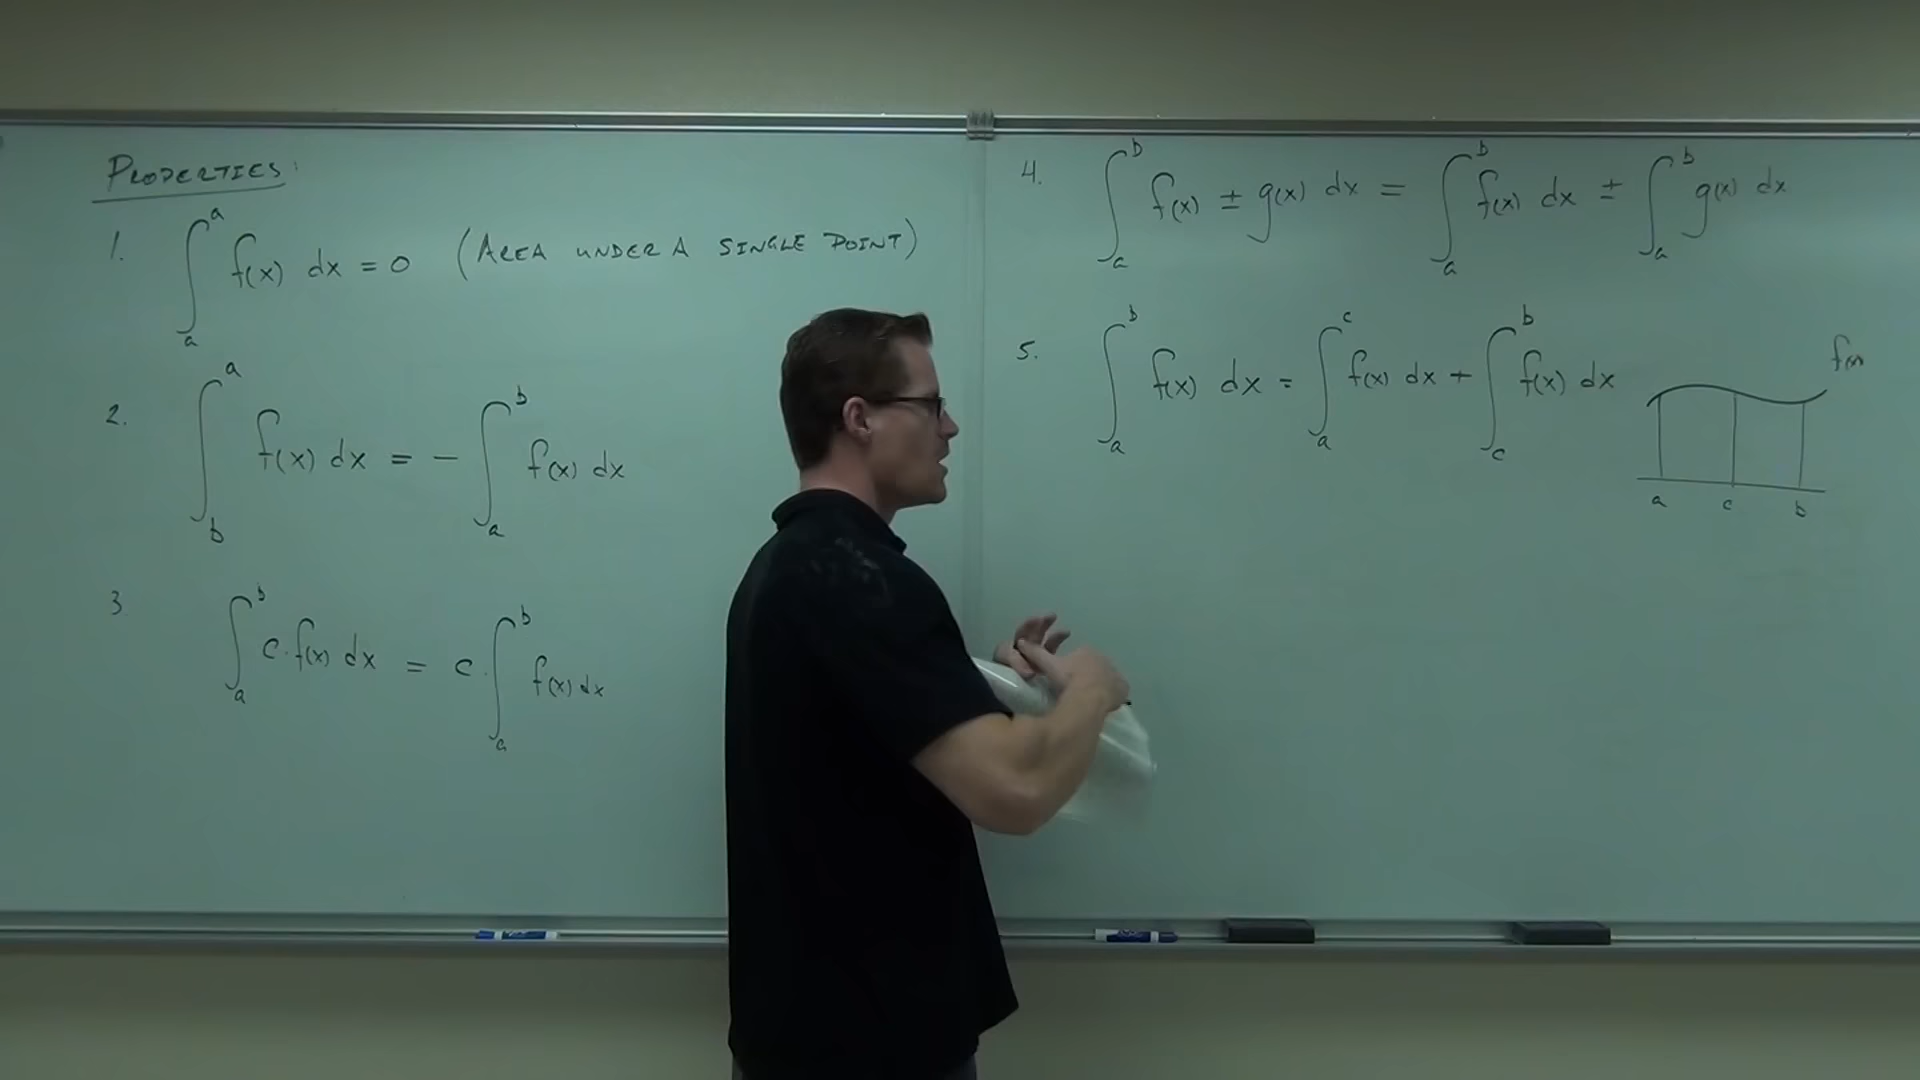 PROPERTIES:
1. ∫_a^a f(x) dx = 0 (AREA UNDER A SINGLE POINT)
2. ∫_b^a f(x) dx = - ∫_a^b f(x) dx
3 ∫_a^b c·f(x) dx = c·∫_a^b f(x) dx
4. ∫_a^b f(x) ± g(x) dx = ∫_a^b f(x) dx ± ∫_a^b g(x) dx
5. ∫_a^b f(x) dx = ∫_a^c f(x) dx + ∫_c^b f(x) dx
f(x)
a c b